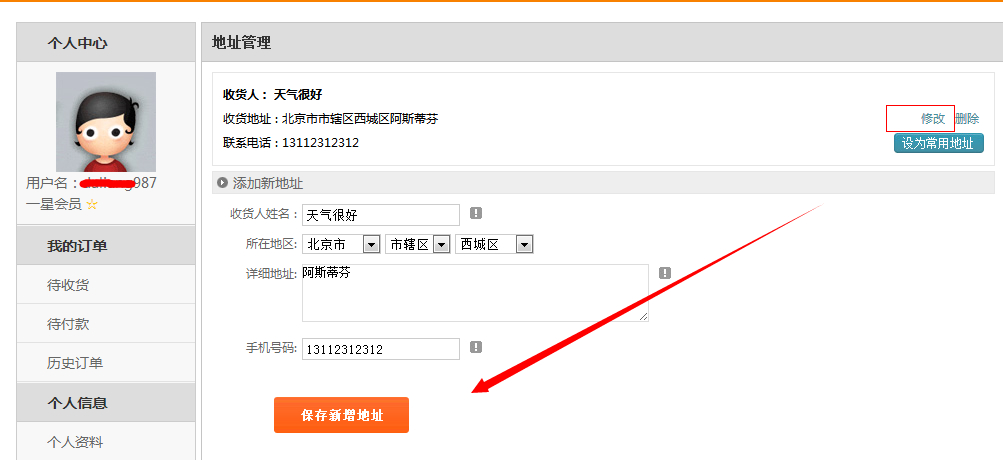 个人中心
用户名：987
一星会员 ☆
我的订单
待收货
待付款
历史订单
个人信息
个人资料
地址管理
收货人： 天气很好
收货地址：北京市市辖区西城区阿斯蒂芬
修改 删除
联系电话：13112312312
设为常用地址
添加新地址
收货人姓名： 天气很好
所在地区: 北京市 市辖区 西城区
详细地址: 阿斯蒂芬
手机号码: 13112312312
保存新增地址